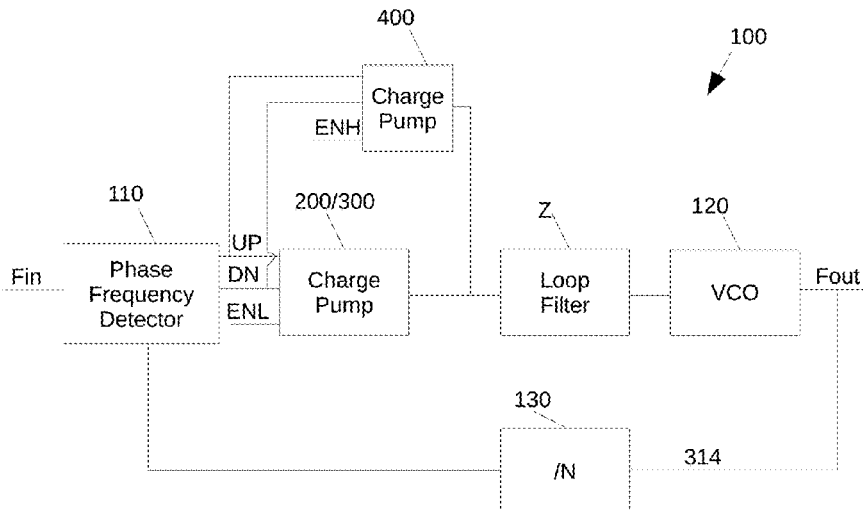 400
100
Charge
Pump
ENH
110
200/300
Z
120
UP
Fin
Phase
Frequency
Detector
DN
Charge
Pump
Loop
Filter
VCO
Fout
ENL
130
/N
314